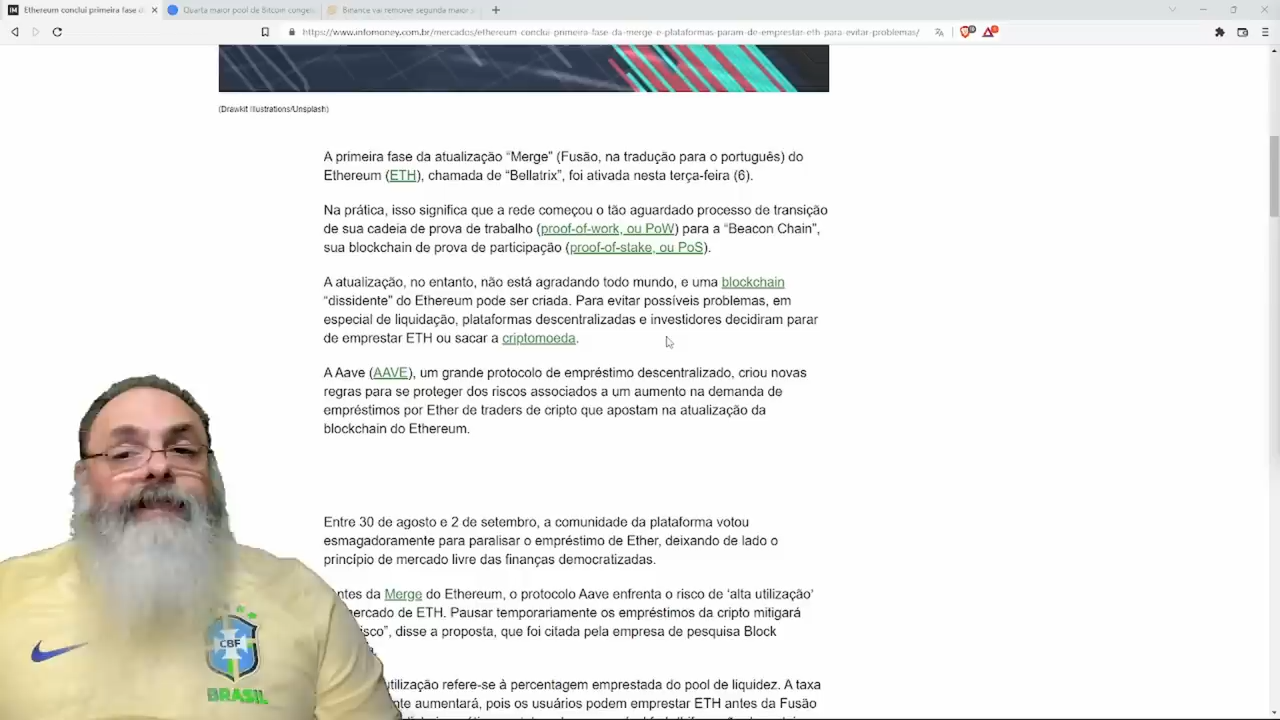 Ethereum conclui primeira fase d
Quarta maior pool de Bitcoin conge
Binance vai remover segunda maior
https://www.infomoney.com.br/mercados/ethereum-conclui-primeira-fase-da-merge-e-plataformas-param-de-emprestar-eth-para-evitar-problemas/
(Drawkit Illustrations/Unsplash)
A primeira fase da atualização “Merge” (Fusão, na tradução para o português) do
Ethereum (ETH), chamada de “Bellatrix”, foi ativada nesta terça-feira (6).
Na prática, isso significa que a rede começou o tão aguardado processo de transição
de sua cadeia de prova de trabalho (proof-of-work, ou PoW) para a “Beacon Chain”,
sua blockchain de prova de participação (proof-of-stake, ou PoS).
A atualização, no entanto, não está agradando todo mundo, e uma blockchain
“dissidente” do Ethereum pode ser criada. Para evitar possíveis problemas, em
especial de liquidação, plataformas descentralizadas e investidores decidiram parar
de emprestar ETH ou sacar a criptomoeda.
A Aave (AAVE), um grande protocolo de empréstimo descentralizado, criou novas
regras para se proteger dos riscos associados a um aumento na demanda de
empréstimos por Ether de traders de cripto que apostam na atualização da
blockchain do Ethereum.
Entre 30 de agosto e 2 de setembro, a comunidade da plataforma votou
esmagadoramente para paralisar o empréstimo de Ether, deixando de lado o
princípio de mercado livre das finanças democratizadas.
ntes da Merge do Ethereum, o protocolo Aave enfrenta o risco de ‘alta utilização’
mercado de ETH. Pausar temporariamente os empréstimos da cripto mitigará
isco”, disse a proposta, que foi citada pela empresa de pesquisa Block
utilização refere-se à percentagem emprestada do pool de liquidez. A taxa
nte aumentará, pois os usuários podem emprestar ETH antes da Fusão
CBF
BRASIL